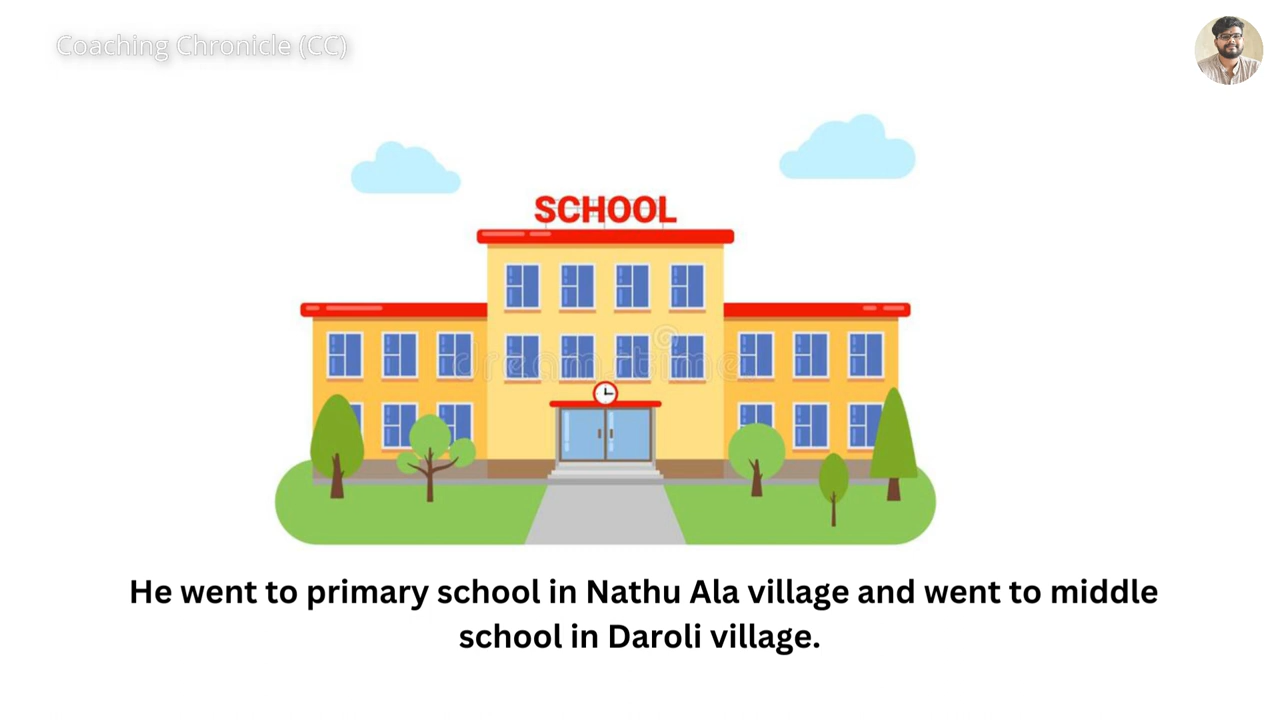 Coaching Chronicle (CC)
SCHOOL
dreamstime
He went to primary school in Nathu Ala village and went to middle
school in Daroli village.